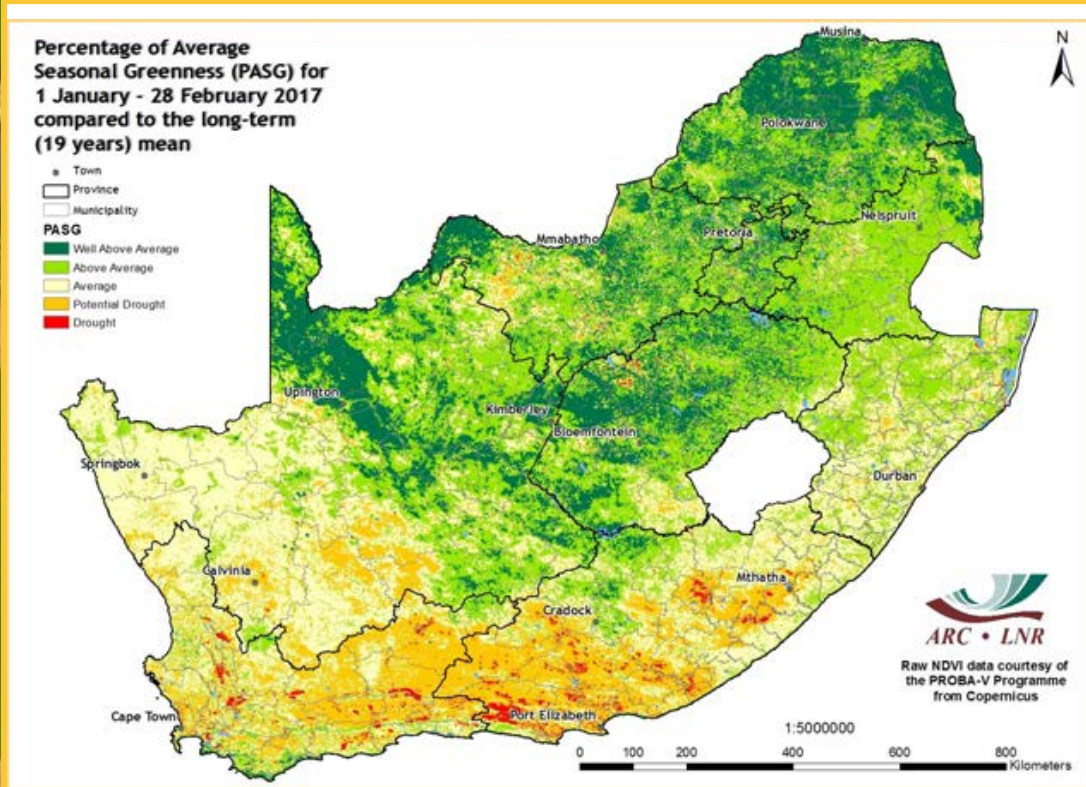 Percentage of Average
Seasonal Greenness (PASG) for
1 January - 28 February 2017
compared to the long-term
(19 years) mean
Town
Province
Municipality
PASG
Well Above Average
Above Average
Average
Potential Drought
Drought
N
Musina
Polokwane
Nelspruit
Pretoria
Mmabatho
Upington
Kimberley
Bloemfontein
Springbok
Durban
Calvinia
Mthatha
Cradock
Cape Town
Port Elizabeth
ARC • LNR
Raw NDVI data courtesy of
the PROBA-V Programme
from Copernicus
1:5000000
0 100 200 400 600 800
Kilometers